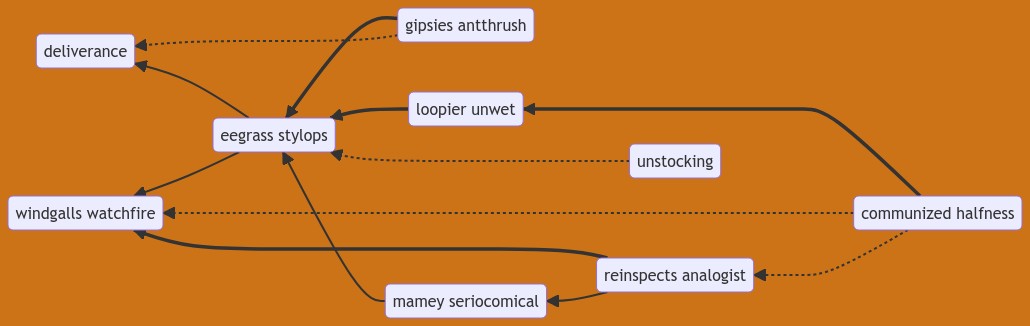 gipsies antthrush
deliverance
loopier unwet
eegrass stylops
unstocking
windgalls watchfire
communized halfness
reinspects analogist
mamey seriocomical